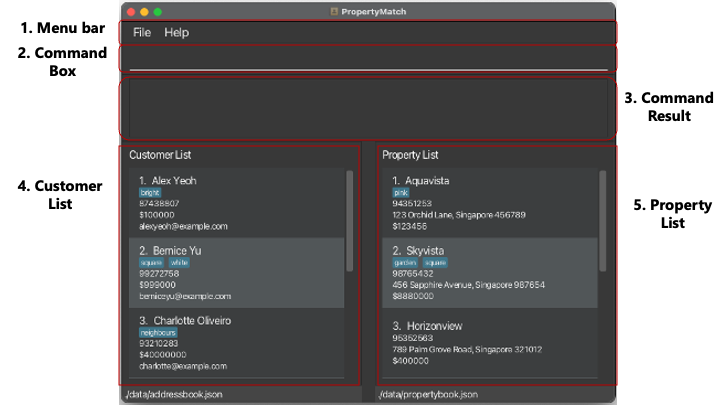 PropertyMatch
1. Menu bar
File Help
2. Command
Box
3. Command
Result
4. Customer
List
Customer List
1. Alex Yeoh
bright
87438807
$100000
alexyeoh@example.com
2. Bernice Yu
square white
99272758
$999000
berniceyu@example.com
3. Charlotte Oliveiro
neighbours
93210283
$40000000
charlotte@example.com
./data/addressbook.json
Property List
1. Aquavista
pink
94351253
123 Orchid Lane, Singapore 456789
$123456
2. Skyvista
garden square
98765432
456 Sapphire Avenue, Singapore 987654
$8880000
3. Horizonview
95352563
789 Palm Grove Road, Singapore 321012
$400000
./data/propertybook.json
5. Property
List